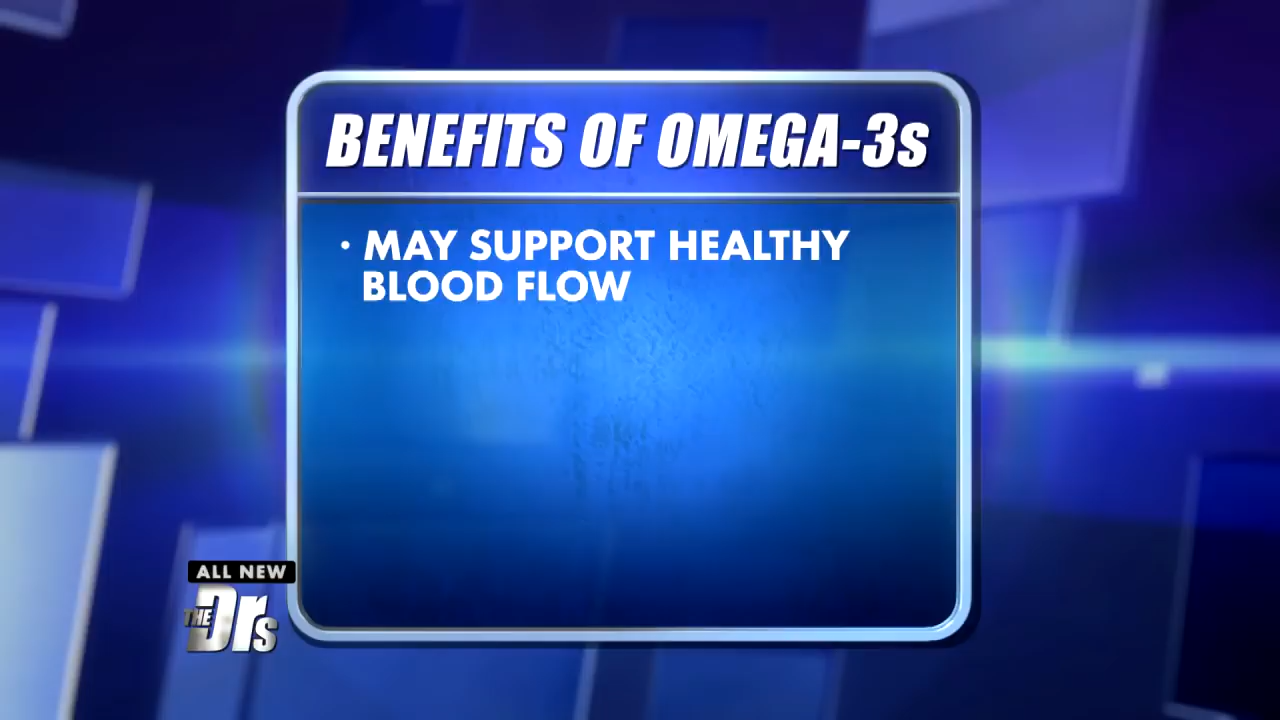 BENEFITS OF OMEGA-3s
• MAY SUPPORT HEALTHY
BLOOD FLOW
ALL NEW
THE Drs